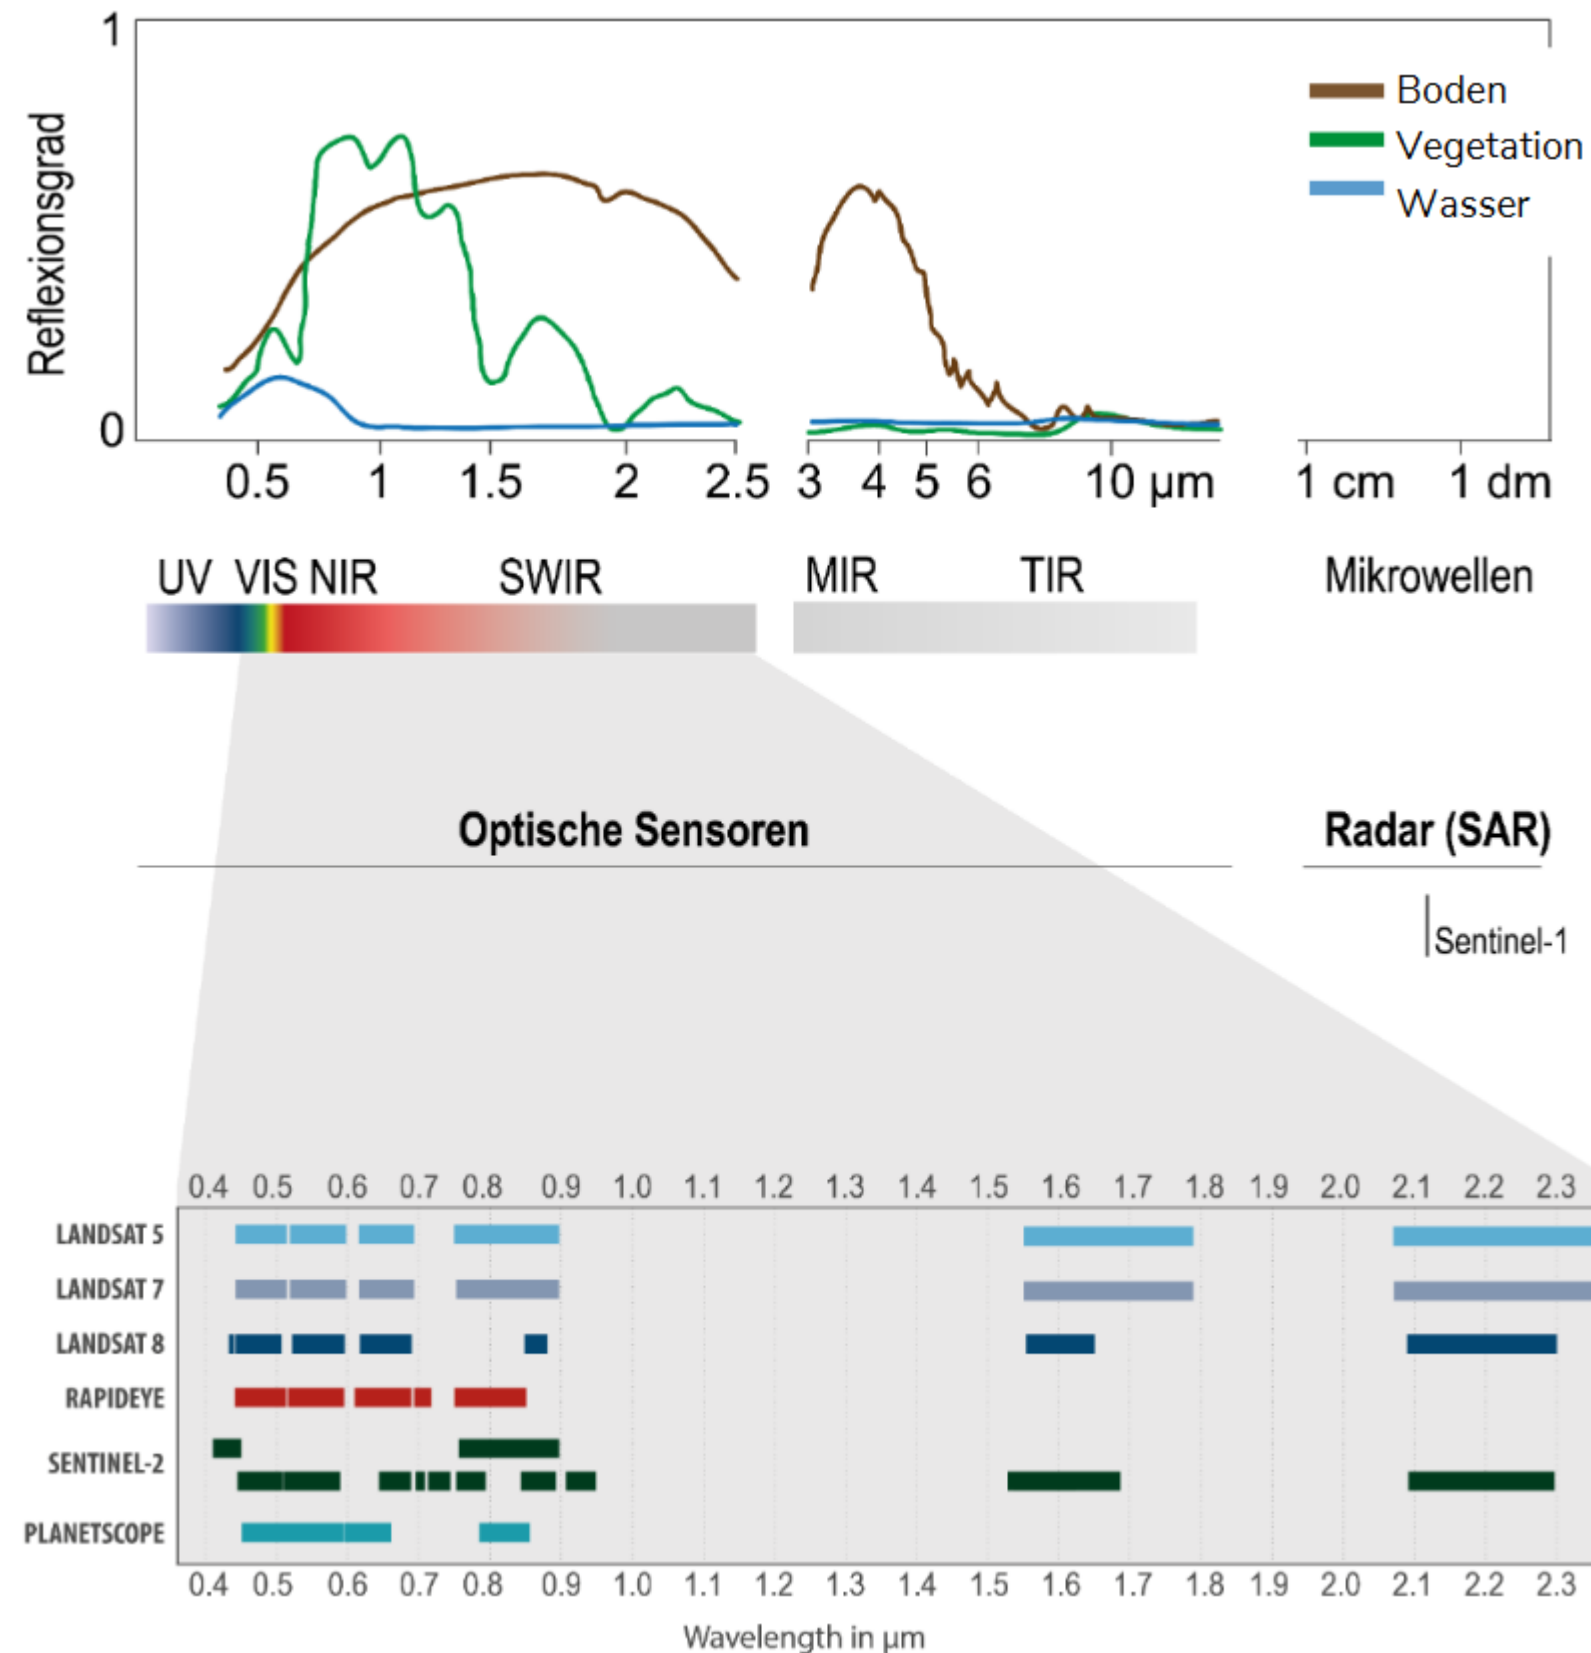 1
Reflexionsgrad
0
Boden
Vegetation
Wasser
0.5 1 1.5 2 2.5 3 4 5 6 10 µm 1 cm 1 dm
UV VIS NIR SWIR MIR TIR Mikrowellen
Optische Sensoren Radar (SAR)
Sentinel-1
0.4 0.5 0.6 0.7 0.8 0.9 1.0 1.1 1.2 1.3 1.4 1.5 1.6 1.7 1.8 1.9 2.0 2.1 2.2 2.3
LANDSAT 5
LANDSAT 7
LANDSAT 8
RAPIDEYE
SENTINEL-2
PLANETSCOPE
0.4 0.5 0.6 0.7 0.8 0.9 1.0 1.1 1.2 1.3 1.4 1.5 1.6 1.7 1.8 1.9 2.0 2.1 2.2 2.3
Wavelength in µm